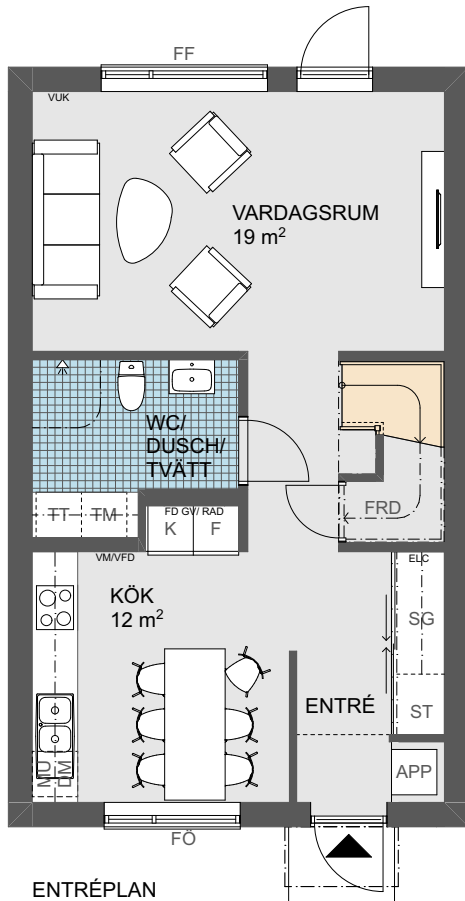 FF
VUK
VARDAGSRUM
19 m²
WC/
DUSCH/
TVÄTT
TT TM
FD GV/ RAD
K F
FRD
VM/VFD
ELC
KÖK
12 m²
SG
ENTRÉ
ST
MU
DM
APP
FÖ
ENTRÉPLAN